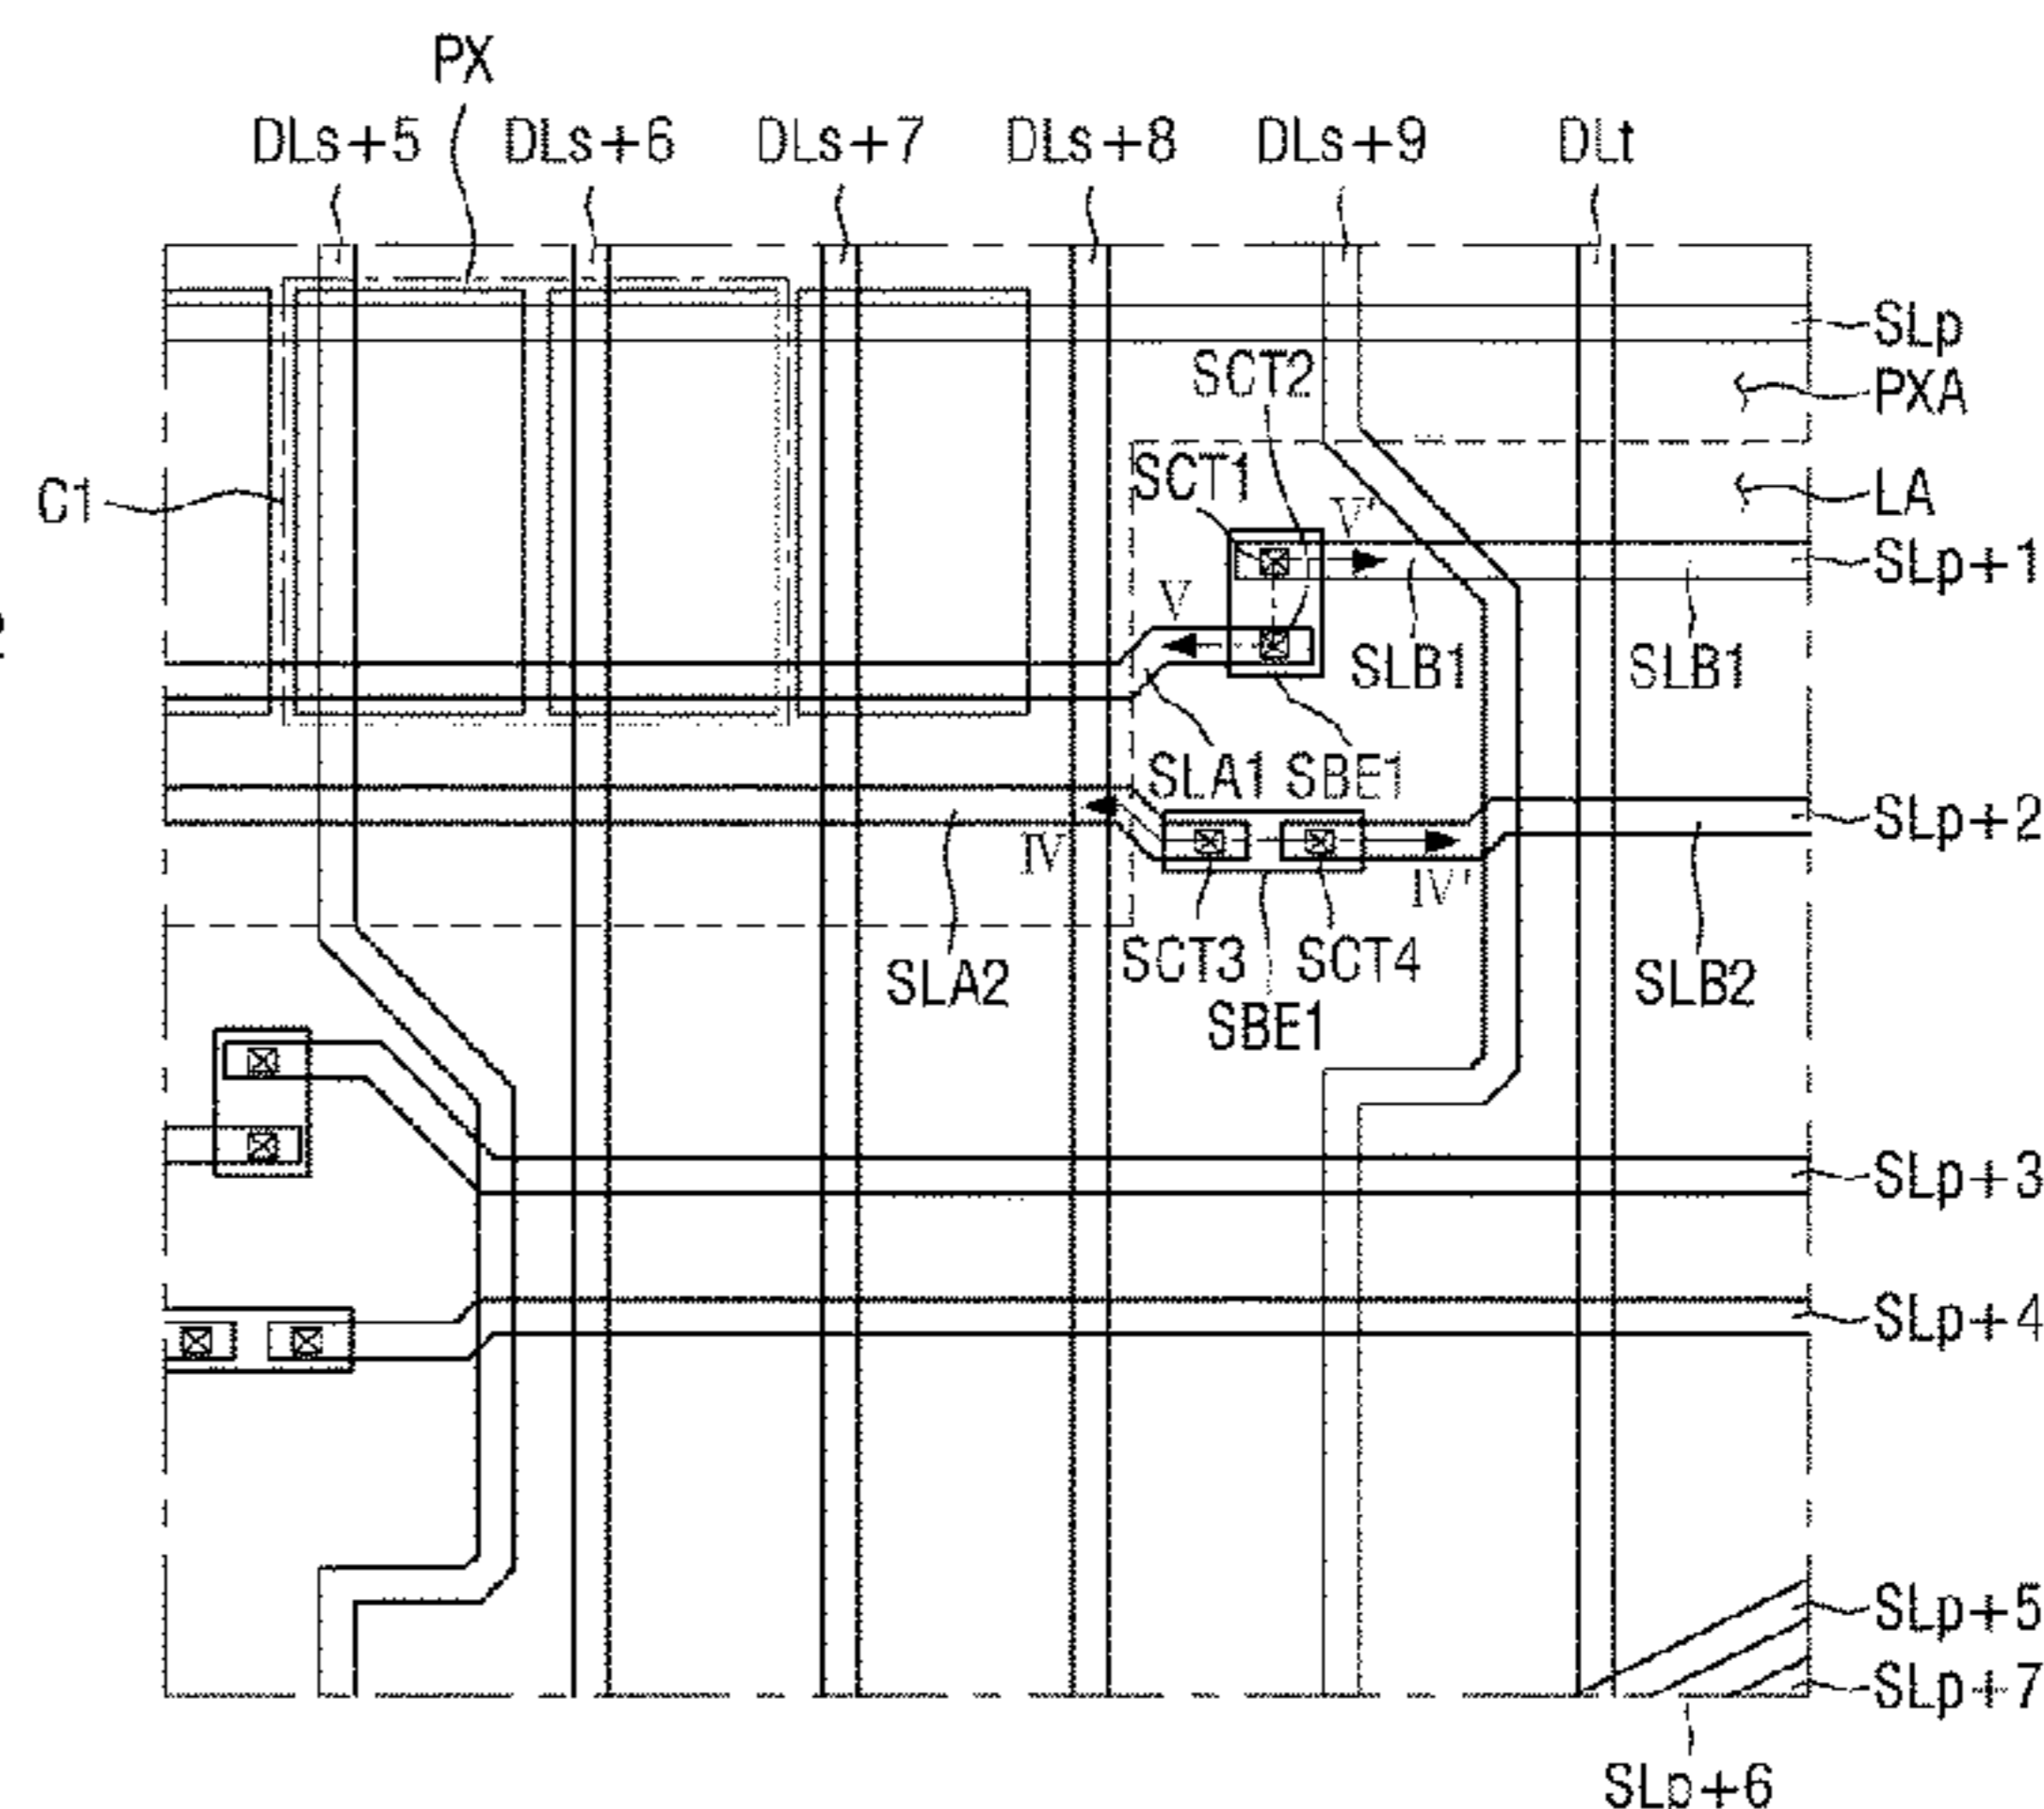 PX
DLs+5 DLs+6 DLs+7 DLs+8 DLs+9 DLt
SLp
SCT2
PXA
SCT1
C1
LA
V'
SLp+1
V
SLB1 SLB1
SLA1 SBE1
SLp+2
IV
IV'
SCT3 SCT4
SLA2
SLB2
SBE1
SLp+3
SLp+4
SLp+5
SLp+7
SLp+6